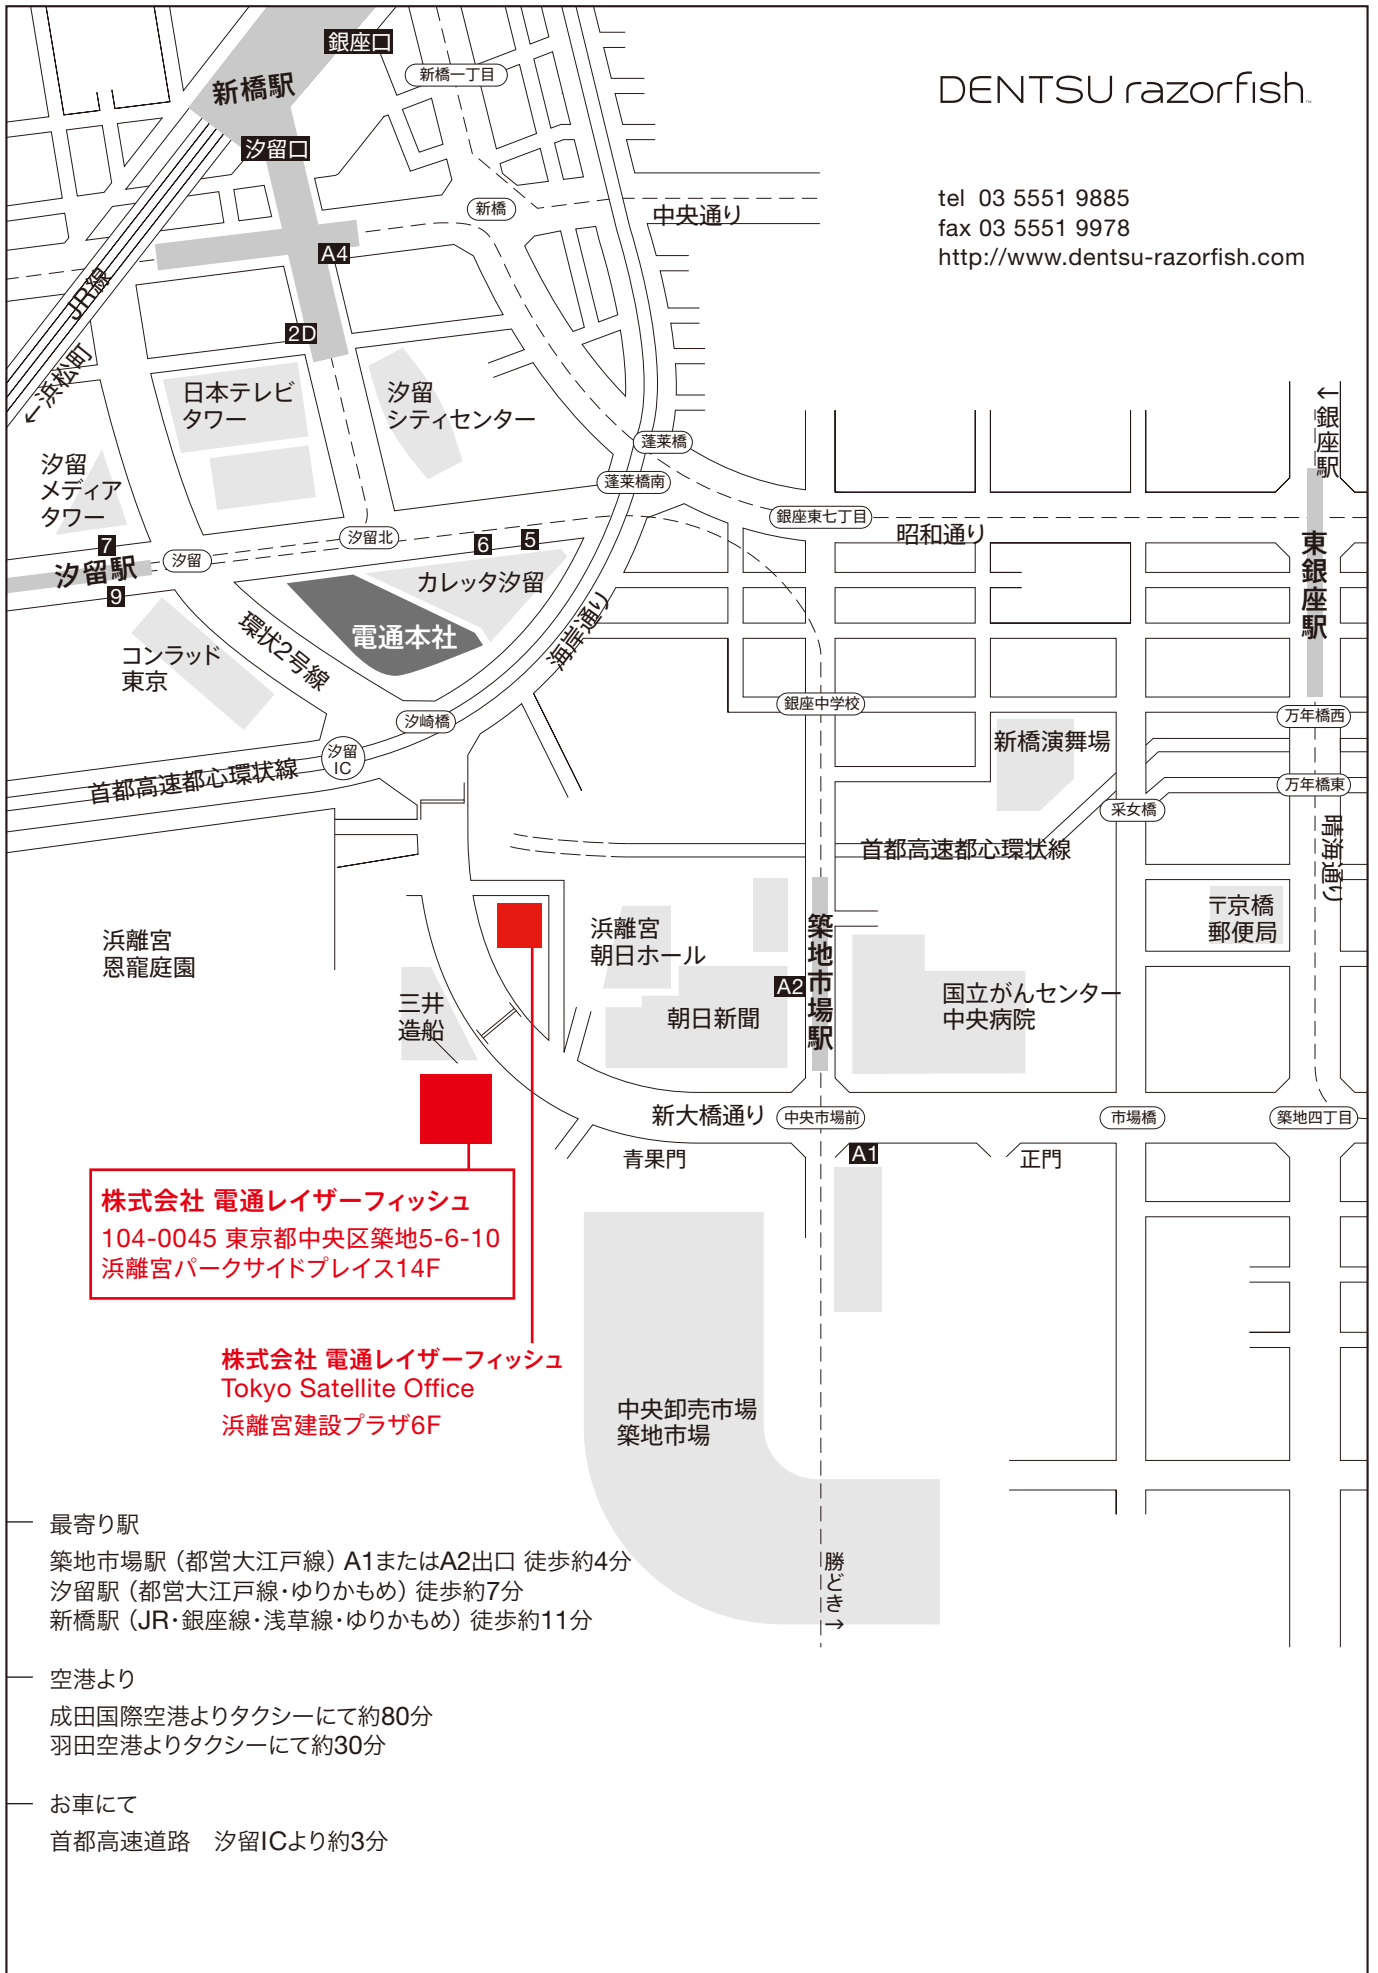 銀座口
新橋駅
新橋一丁目
DENTSU razorfish
汐留口
tel 03 5551 9885
fax 03 5551 9978
http://www.dentsu-razorfish.com
新橋
中央通り
A4
JR線
2D
←浜松町
日本テレビ
タワー
汐留
シティセンター
←銀座駅
蓬莱橋
汐留
メディア
タワー
蓬莱橋南
銀座東七丁目
昭和通り
汐留北
7
6
5
汐留駅
汐留
9
カレッタ汐留
東銀座駅
電通本社
海岸通り
環状2号線
コンラッド
東京
汐崎橋
銀座中学校
万年橋西
新橋演舞場
汐留
IC
首都高速都心環状線
万年橋東
采女橋
首都高速都心環状線
晴海通り
〒京橋
郵便局
浜離宮
恩寵庭園
浜離宮
朝日ホール
築地市場駅
A2
三井
造船
朝日新聞
国立がんセンター
中央病院
新大橋通り
中央市場前
市場橋
築地四丁目
青果門
A1
正門
株式会社 電通レイザーフィッシュ
104-0045 東京都中央区築地5-6-10
浜離宮パークサイドプレイス14F
株式会社 電通レイザーフィッシュ
Tokyo Satellite Office
浜離宮建設プラザ6F
中央卸売市場
築地市場
勝どき→
最寄り駅
築地市場駅（都営大江戸線）A1またはA2出口 徒歩約4分
汐留駅（都営大江戸線・ゆりかもめ）徒歩約7分
新橋駅（JR・銀座線・浅草線・ゆりかもめ）徒歩約11分
空港より
成田国際空港よりタクシーにて約80分
羽田空港よりタクシーにて約30分
お車にて
首都高速道路　汐留ICより約3分